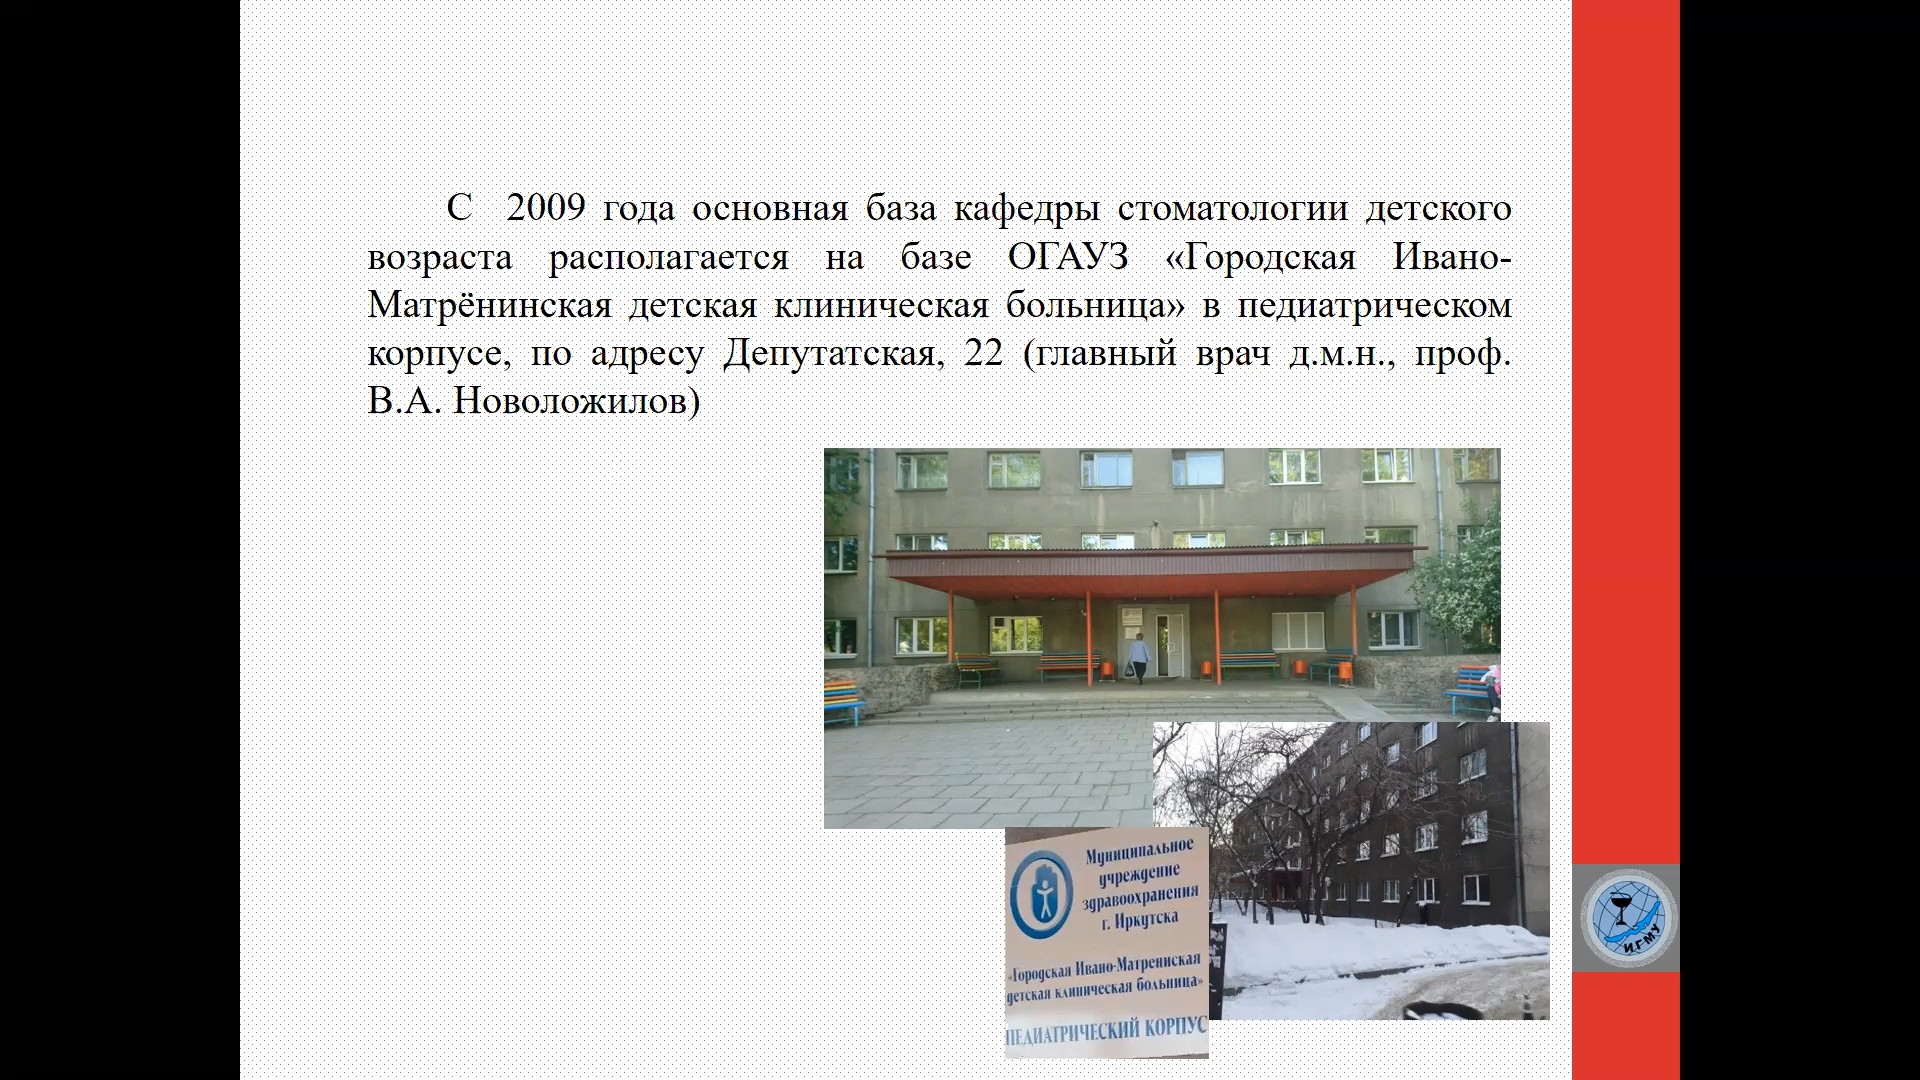 С 2009 года основная база кафедры стоматологии детского
возраста располагается на базе ОГАУЗ «Городская Ивано-
Матрёнинская детская клиническая больница» в педиатрическом
корпусе, по адресу Депутатская, 22 (главный врач д.м.н., проф.
В.А. Новоложилов)
Муниципальное
учреждение
здравоохранения
г. Иркутска
«Городская Ивано-Матрениская
детская клиническая больница»
ПЕДИАТРИЧЕСКИЙ КОРПУС
ИГМУ